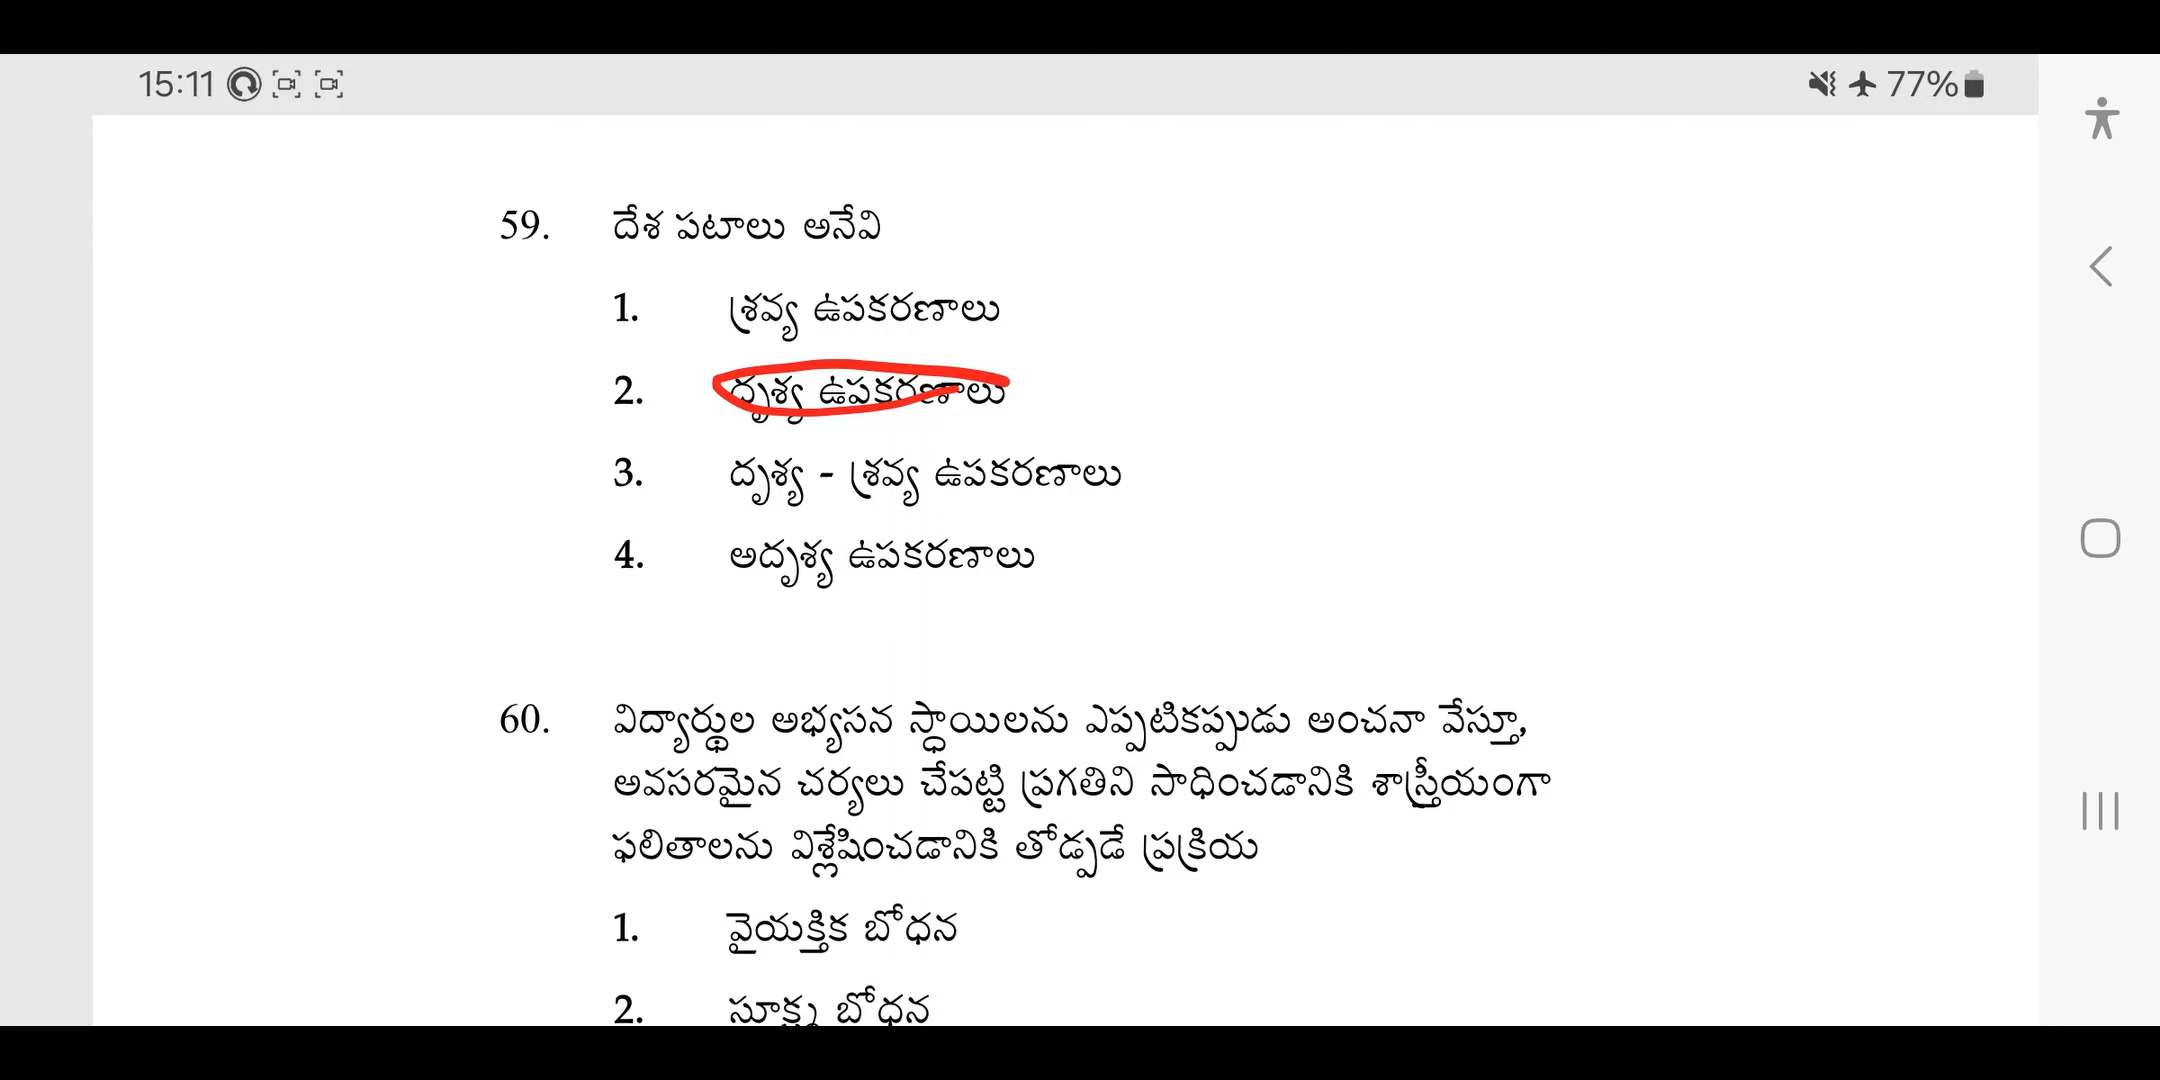 15:11 77%
59. దేశ పటాలు అనేవి
1. శ్రవ్య ఉపకరణాలు
2. దృశ్య ఉపకరణాలు
3. దృశ్య - శ్రవ్య ఉపకరణాలు
4. అదృశ్య ఉపకరణాలు
60. విద్యార్థుల అభ్యసన స్థాయిలను ఎప్పటికప్పుడు అంచనా వేస్తూ,
అవసరమైన చర్యలు చేపట్టి ప్రగతిని సాధించడానికి శాస్త్రీయంగా
ఫలితాలను విశ్లేషించడానికి తోడ్పడే ప్రక్రియ
1. వైయక్తిక బోధన
2. సూక్ష్మ బోధన